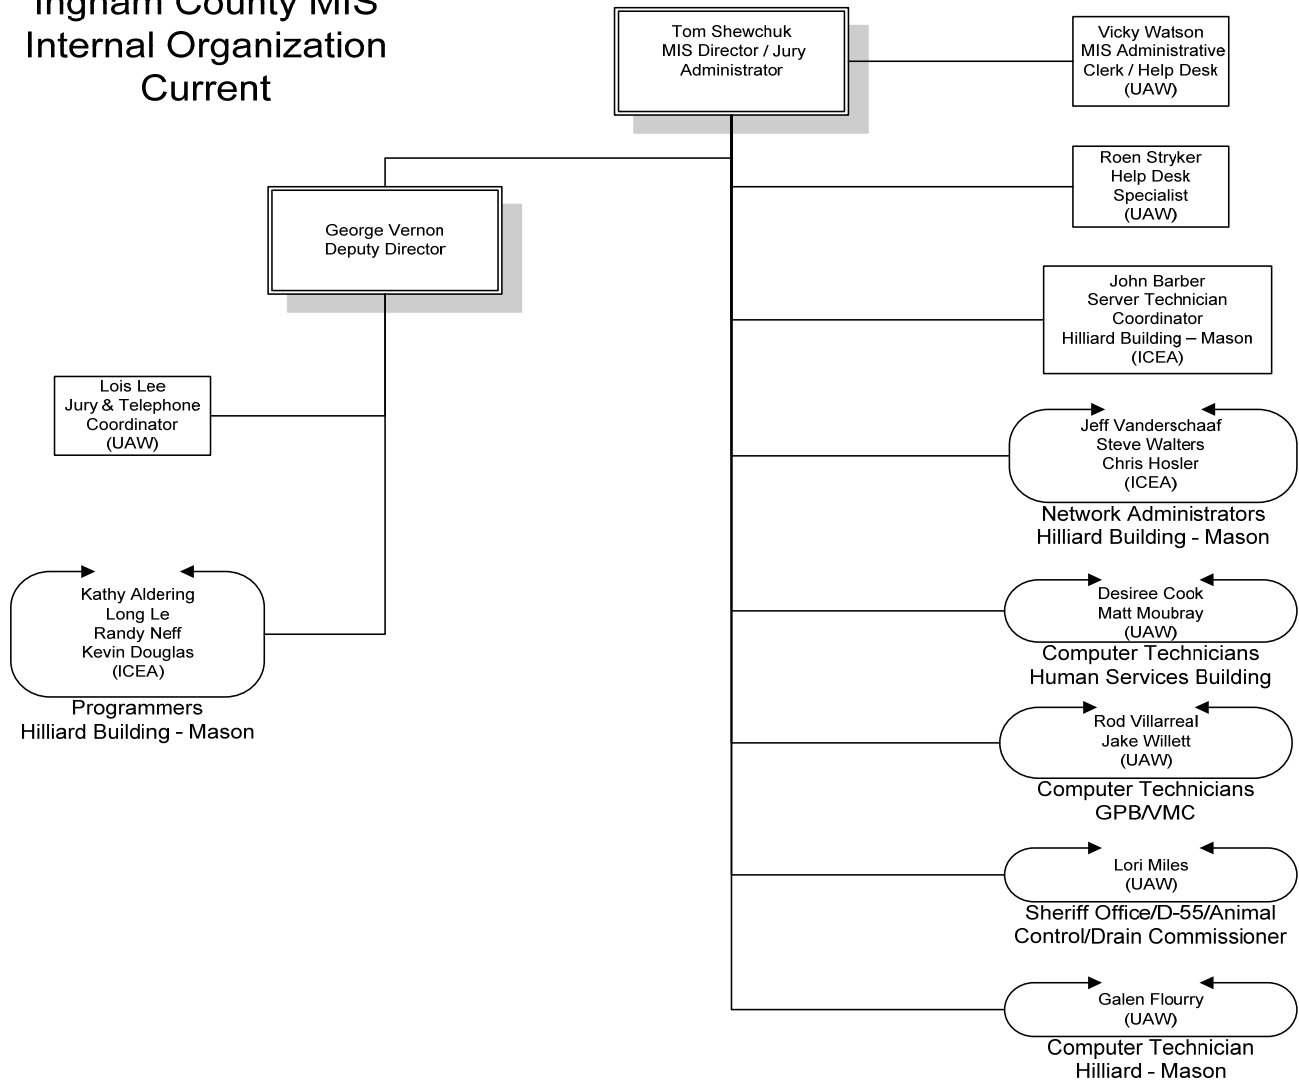 Ingham County MIS
Internal Organization
Current
Tom Shewchuk
MIS Director / Jury
Administrator
Vicky Watson
MIS Administrative
Clerk / Help Desk
(UAW)
Roen Stryker
Help Desk
Specialist
(UAW)
George Vernon
Deputy Director
John Barber
Server Technician
Coordinator
Hilliard Building – Mason
(ICEA)
Lois Lee
Jury & Telephone
Coordinator
(UAW)
Jeff Vanderschaaf
Steve Walters
Chris Hosler
(ICEA)
Network Administrators
Hilliard Building - Mason
Kathy Aldering
Long Le
Randy Neff
Kevin Douglas
(ICEA)
Programmers
Hilliard Building - Mason
Desiree Cook
Matt Moubray
(UAW)
Computer Technicians
Human Services Building
Rod Villarreal
Jake Willett
(UAW)
Computer Technicians
GPB/VMC
Lori Miles
(UAW)
Sheriff Office/D-55/Animal
Control/Drain Commissioner
Galen Flourry
(UAW)
Computer Technician
Hilliard - Mason